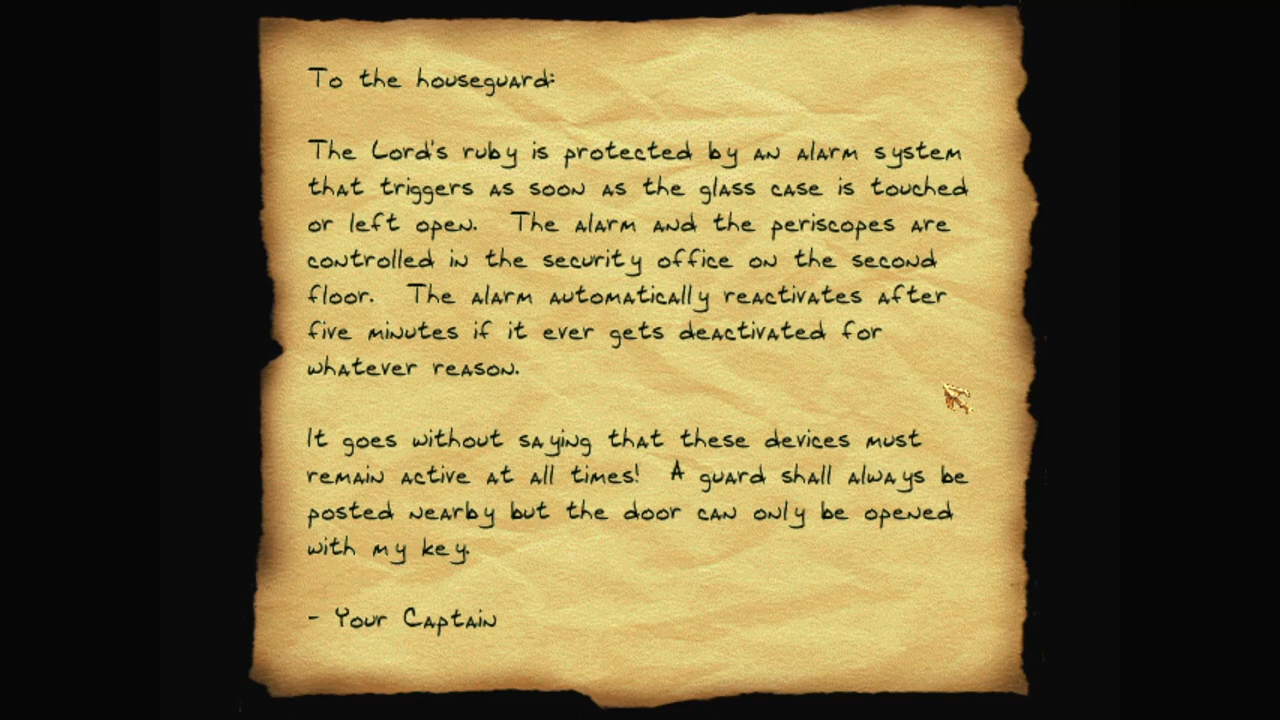 To the houseguard:
The Lord's ruby is protected by an alarm system
that triggers as soon as the glass case is touched
or left open.  The alarm and the periscopes are
controlled in the security office on the second
floor.  The alarm automatically reactivates after
five minutes if it ever gets deactivated for
whatever reason.
It goes without saying that these devices must
remain active at all times!  A guard shall always be
posted nearby but the door can only be opened
with my key.
- Your Captain